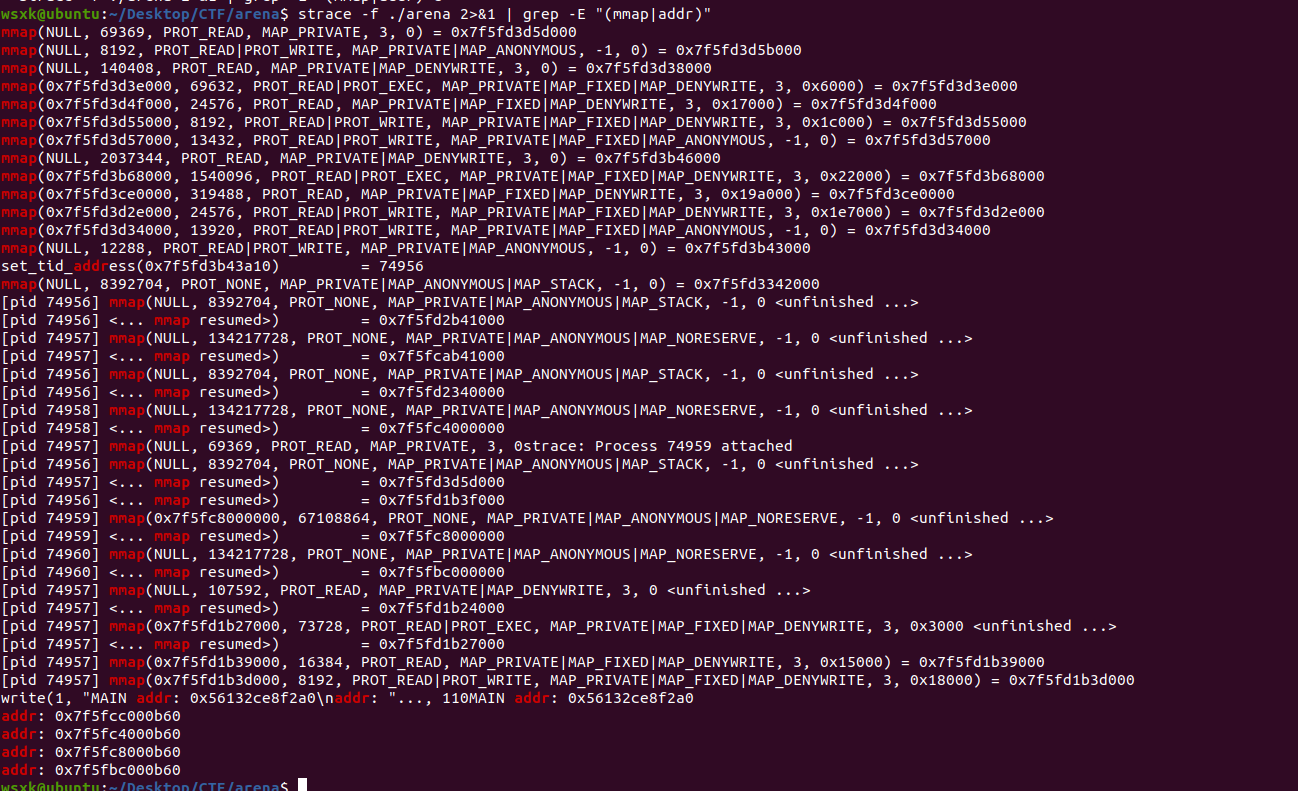 wsxk@ubuntu:~/Desktop/CTF/arena$ strace -f ./arena 2>&1 | grep -E "(mmap|addr)"
mmap(NULL, 69369, PROT_READ, MAP_PRIVATE, 3, 0) = 0x7f5fd3d5d000
mmap(NULL, 8192, PROT_READ|PROT_WRITE, MAP_PRIVATE|MAP_ANONYMOUS, -1, 0) = 0x7f5fd3d5b000
mmap(NULL, 140408, PROT_READ, MAP_PRIVATE|MAP_DENYWRITE, 3, 0) = 0x7f5fd3d38000
mmap(0x7f5fd3d3e000, 69632, PROT_READ|PROT_EXEC, MAP_PRIVATE|MAP_FIXED|MAP_DENYWRITE, 3, 0x6000) = 0x7f5fd3d3e000
mmap(0x7f5fd3d4f000, 24576, PROT_READ, MAP_PRIVATE|MAP_FIXED|MAP_DENYWRITE, 3, 0x17000) = 0x7f5fd3d4f000
mmap(0x7f5fd3d55000, 8192, PROT_READ|PROT_WRITE, MAP_PRIVATE|MAP_FIXED|MAP_DENYWRITE, 3, 0x1c000) = 0x7f5fd3d55000
mmap(0x7f5fd3d57000, 13432, PROT_READ|PROT_WRITE, MAP_PRIVATE|MAP_FIXED|MAP_ANONYMOUS, -1, 0) = 0x7f5fd3d57000
mmap(NULL, 2037344, PROT_READ, MAP_PRIVATE|MAP_DENYWRITE, 3, 0) = 0x7f5fd3b46000
mmap(0x7f5fd3b68000, 1540096, PROT_READ|PROT_EXEC, MAP_PRIVATE|MAP_FIXED|MAP_DENYWRITE, 3, 0x22000) = 0x7f5fd3b68000
mmap(0x7f5fd3ce0000, 319488, PROT_READ, MAP_PRIVATE|MAP_FIXED|MAP_DENYWRITE, 3, 0x19a000) = 0x7f5fd3ce0000
mmap(0x7f5fd3d2e000, 24576, PROT_READ|PROT_WRITE, MAP_PRIVATE|MAP_FIXED|MAP_DENYWRITE, 3, 0x1e7000) = 0x7f5fd3d2e000
mmap(0x7f5fd3d34000, 13920, PROT_READ|PROT_WRITE, MAP_PRIVATE|MAP_FIXED|MAP_ANONYMOUS, -1, 0) = 0x7f5fd3d34000
mmap(NULL, 12288, PROT_READ|PROT_WRITE, MAP_PRIVATE|MAP_ANONYMOUS, -1, 0) = 0x7f5fd3b43000
set_tid_address(0x7f5fd3b43a10)         = 74956
mmap(NULL, 8392704, PROT_NONE, MAP_PRIVATE|MAP_ANONYMOUS|MAP_STACK, -1, 0) = 0x7f5fd3342000
[pid 74956] mmap(NULL, 8392704, PROT_NONE, MAP_PRIVATE|MAP_ANONYMOUS|MAP_STACK, -1, 0 <unfinished ...>
[pid 74956] <... mmap resumed>)         = 0x7f5fd2b41000
[pid 74957] mmap(NULL, 134217728, PROT_NONE, MAP_PRIVATE|MAP_ANONYMOUS|MAP_NORESERVE, -1, 0 <unfinished ...>
[pid 74957] <... mmap resumed>)         = 0x7f5fcab41000
[pid 74956] mmap(NULL, 8392704, PROT_NONE, MAP_PRIVATE|MAP_ANONYMOUS|MAP_STACK, -1, 0 <unfinished ...>
[pid 74956] <... mmap resumed>)         = 0x7f5fd2340000
[pid 74958] mmap(NULL, 134217728, PROT_NONE, MAP_PRIVATE|MAP_ANONYMOUS|MAP_NORESERVE, -1, 0 <unfinished ...>
[pid 74958] <... mmap resumed>)         = 0x7f5fc4000000
[pid 74957] mmap(NULL, 69369, PROT_READ, MAP_PRIVATE, 3, 0strace: Process 74959 attached
[pid 74956] mmap(NULL, 8392704, PROT_NONE, MAP_PRIVATE|MAP_ANONYMOUS|MAP_STACK, -1, 0 <unfinished ...>
[pid 74957] <... mmap resumed>)         = 0x7f5fd3d5d000
[pid 74956] <... mmap resumed>)         = 0x7f5fd1b3f000
[pid 74959] mmap(0x7f5fc8000000, 67108864, PROT_NONE, MAP_PRIVATE|MAP_ANONYMOUS|MAP_NORESERVE, -1, 0 <unfinished ...>
[pid 74959] <... mmap resumed>)         = 0x7f5fc8000000
[pid 74960] mmap(NULL, 134217728, PROT_NONE, MAP_PRIVATE|MAP_ANONYMOUS|MAP_NORESERVE, -1, 0 <unfinished ...>
[pid 74960] <... mmap resumed>)         = 0x7f5fbc000000
[pid 74957] mmap(NULL, 107592, PROT_READ, MAP_PRIVATE|MAP_DENYWRITE, 3, 0 <unfinished ...>
[pid 74957] <... mmap resumed>)         = 0x7f5fd1b24000
[pid 74957] mmap(0x7f5fd1b27000, 73728, PROT_READ|PROT_EXEC, MAP_PRIVATE|MAP_FIXED|MAP_DENYWRITE, 3, 0x3000 <unfinished ...>
[pid 74957] <... mmap resumed>)         = 0x7f5fd1b27000
[pid 74957] mmap(0x7f5fd1b39000, 16384, PROT_READ, MAP_PRIVATE|MAP_FIXED|MAP_DENYWRITE, 3, 0x15000) = 0x7f5fd1b39000
[pid 74957] mmap(0x7f5fd1b3d000, 8192, PROT_READ|PROT_WRITE, MAP_PRIVATE|MAP_FIXED|MAP_DENYWRITE, 3, 0x18000) = 0x7f5fd1b3d000
write(1, "MAIN addr: 0x56132ce8f2a0\naddr: "..., 110MAIN addr: 0x56132ce8f2a0
addr: 0x7f5fcc000b60
addr: 0x7f5fc4000b60
addr: 0x7f5fc8000b60
addr: 0x7f5fbc000b60
wsxk@ubuntu:~/Desktop/CTF/arena$